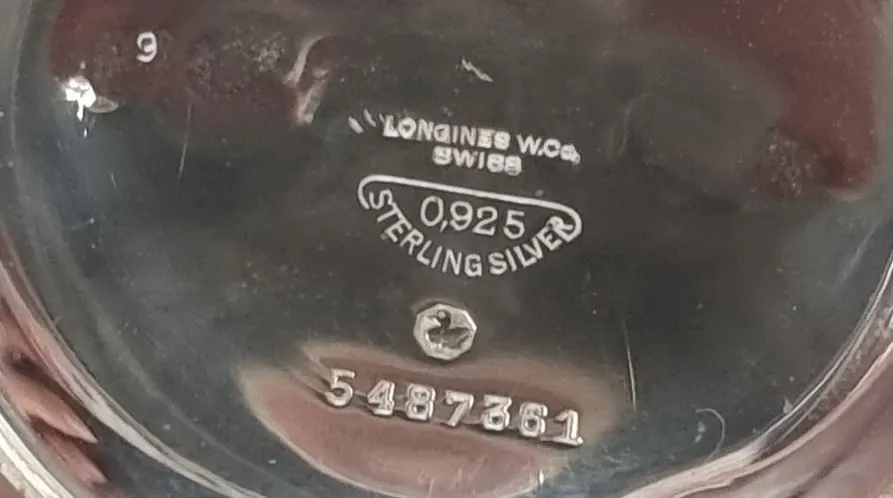 9
LONGINES W.Co.
SWISS
0,925
STERLING SILVER
5487361